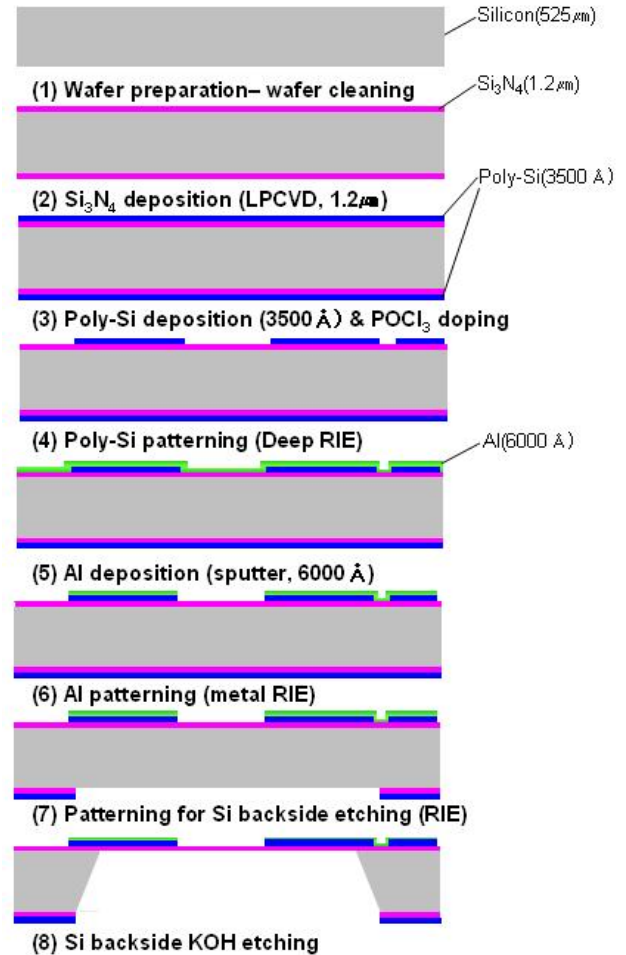 Silicon(525㎛)
(1) Wafer preparation– wafer cleaning
Si₃N₄(1.2㎛)
(2) Si₃N₄ deposition (LPCVD, 1.2㎛)
Poly-Si(3500 Å)
(3) Poly-Si deposition (3500 Å) & POCl₃ doping
(4) Poly-Si patterning (Deep RIE)
Al(6000 Å)
(5) Al deposition (sputter, 6000 Å)
(6) Al patterning (metal RIE)
(7) Patterning for Si backside etching (RIE)
(8) Si backside KOH etching